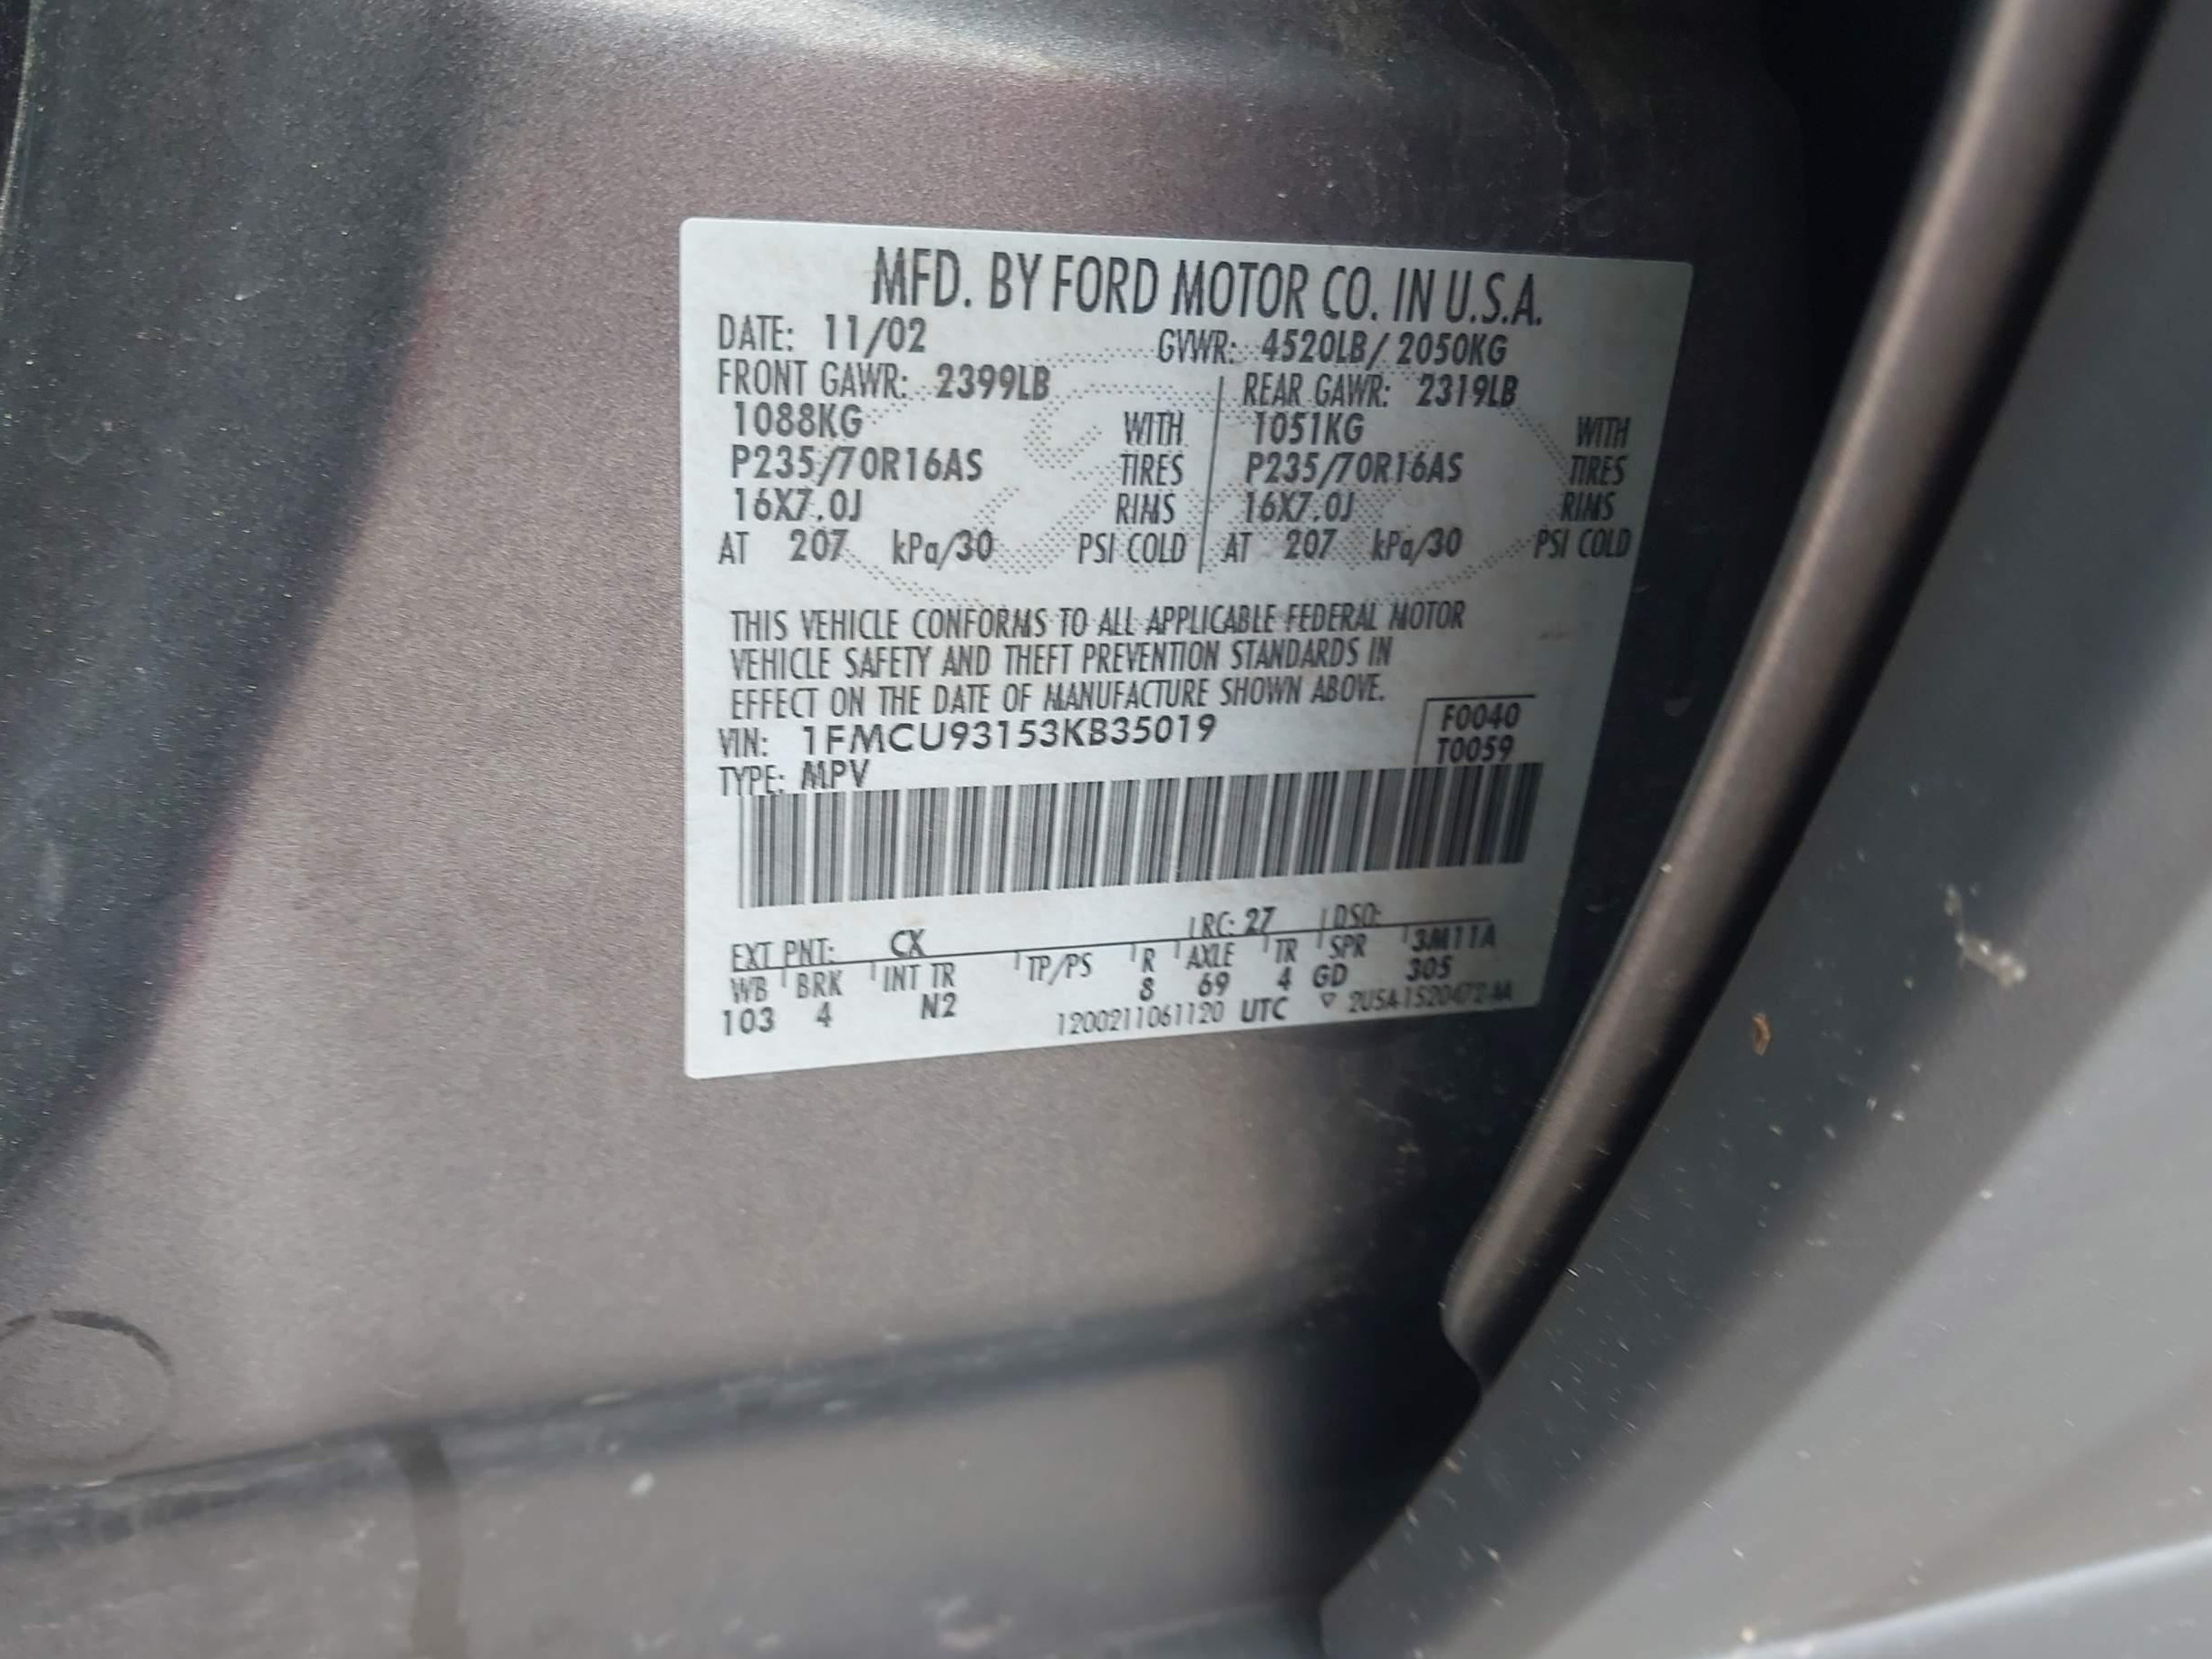 MFD. BY FORD MOTOR CO. IN U.S.A.
DATE: 11/02 GVWR: 4520LB/ 2050KG
FRONT GAWR: 2399LB REAR GAWR: 2319LB
1088KG WITH 1051KG WITH
P235/70R16AS TIRES P235/70R16AS TIRES
16X7.0J RIMS 16X7.0J RIMS
AT 207 kPa/30 PSI COLD AT 207 kPa/30 PSI COLD
THIS VEHICLE CONFORMS TO ALL APPLICABLE FEDERAL MOTOR
VEHICLE SAFETY AND THEFT PREVENTION STANDARDS IN
EFFECT ON THE DATE OF MANUFACTURE SHOWN ABOVE.
VIN: 1FMCU93153KB35019 F0040
TYPE: MPV T0059
EXT PNT: CX RC: 27 DSO:
WB BRK INT TR TP/PS R AXLE TR SPR 3M11A
103 4 N2 8 69 4 GD 305
1200211061120 UTC ▽ 2U5A-1520472-AA